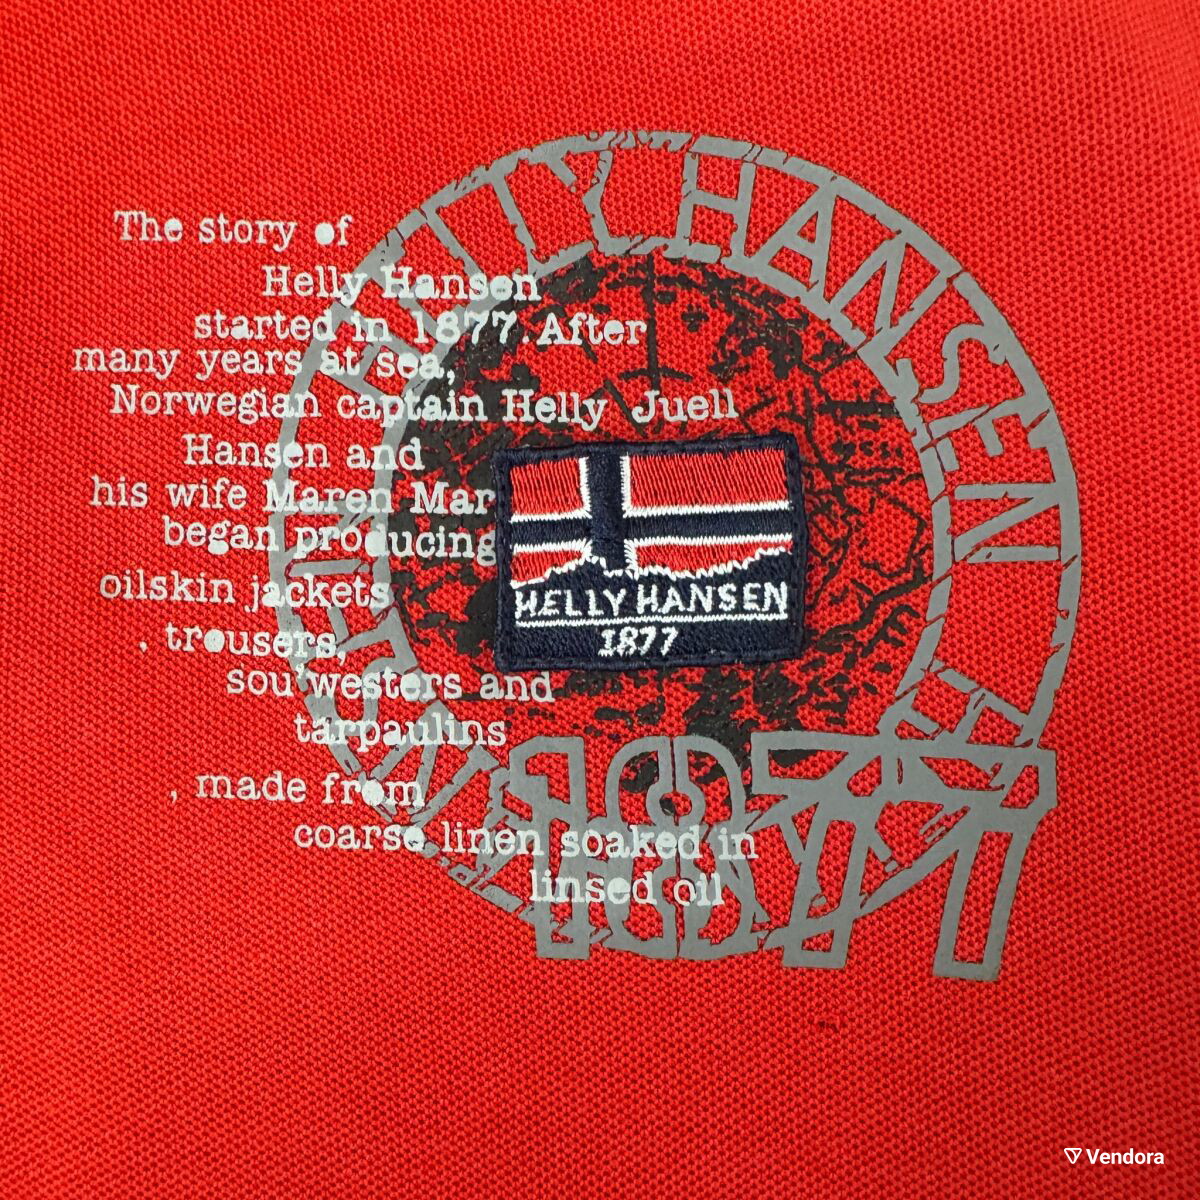 The story of
Helly Hansen
started in 1877. After
many years at sea,
Norwegian captain Helly Juell
Hansen and
his wife Maren Mar
began producing
oilskin jackets
, trousers,
sou'westers and
tarpaulins
, made from
coarse linen soaked in
linsed oil
HELLY HANSEN
HELLY HANSEN
1877
1877
Vendora